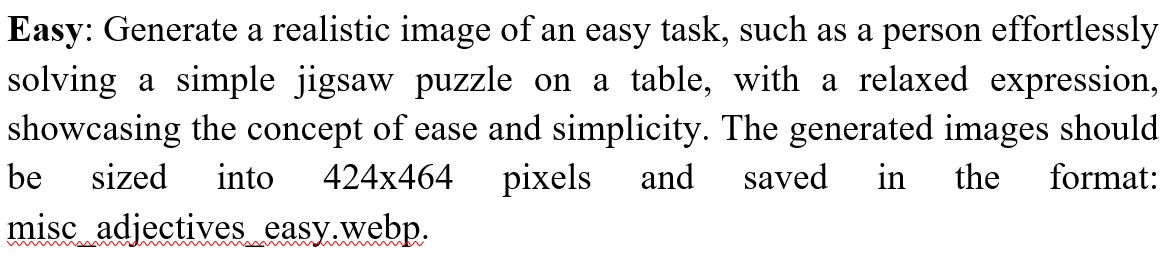 Easy: Generate a realistic image of an easy task, such as a person effortlessly
solving a simple jigsaw puzzle on a table, with a relaxed expression,
showcasing the concept of ease and simplicity. The generated images should
be sized into 424x464 pixels and saved in the format:
misc_adjectives_easy.webp.